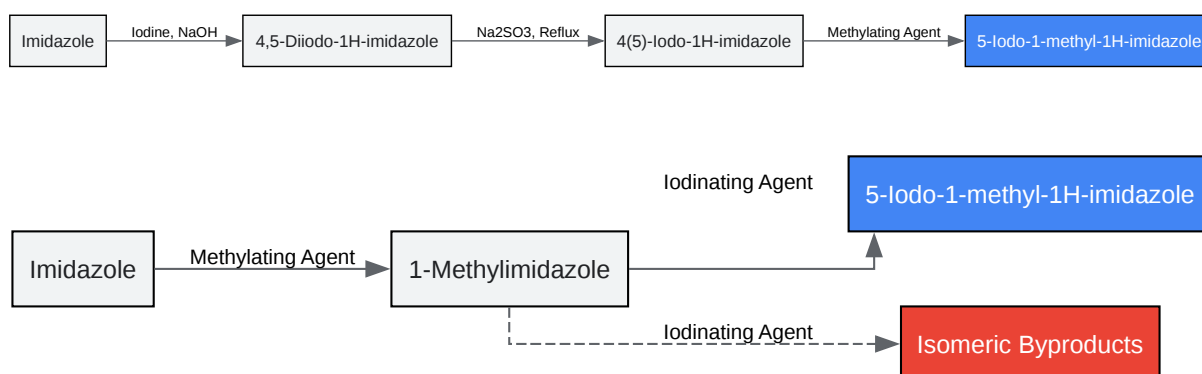 Imidazole
Iodine, NaOH
4,5-Diiodo-1H-imidazole
Na2SO3, Reflux
4(5)-Iodo-1H-imidazole
Methylating Agent
5-Iodo-1-methyl-1H-imidazole
Imidazole
Methylating Agent
1-Methylimidazole
Iodinating Agent
5-Iodo-1-methyl-1H-imidazole
Iodinating Agent
Isomeric Byproducts